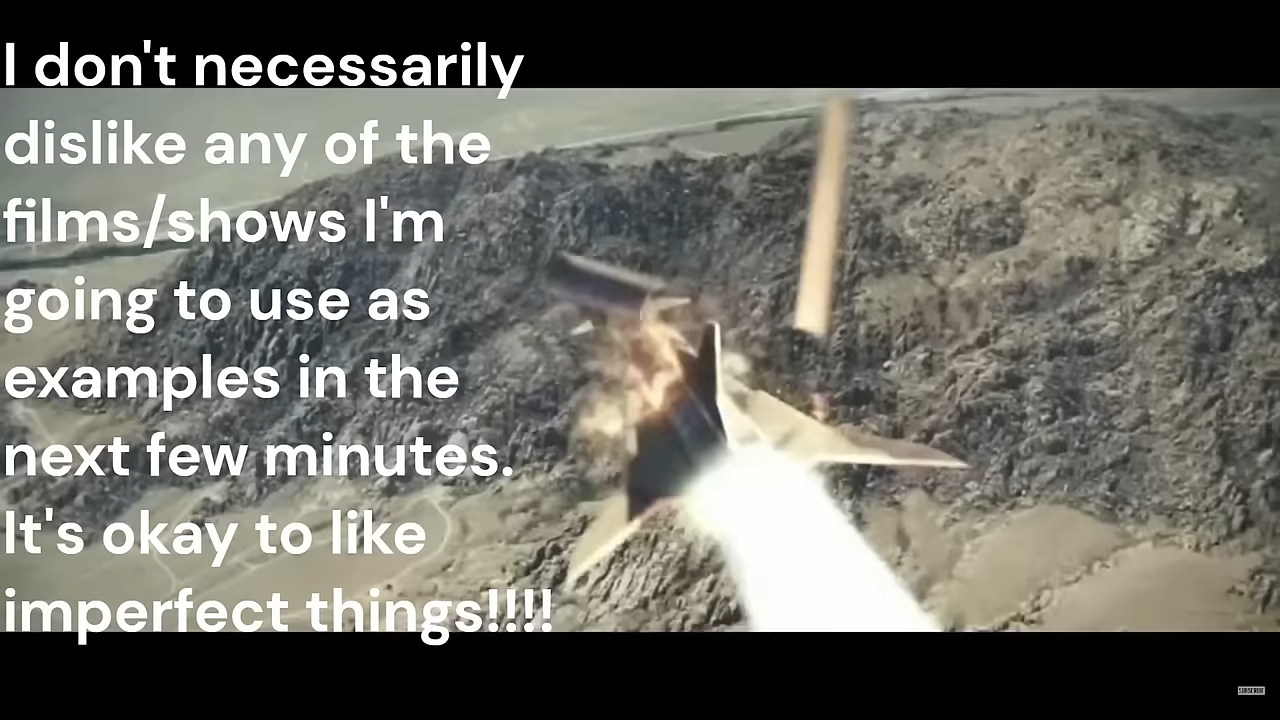 I don't necessarily
dislike any of the
films/shows I'm
going to use as
examples in the
next few minutes.
It's okay to like
imperfect things!!!!
SUBSCRIBE